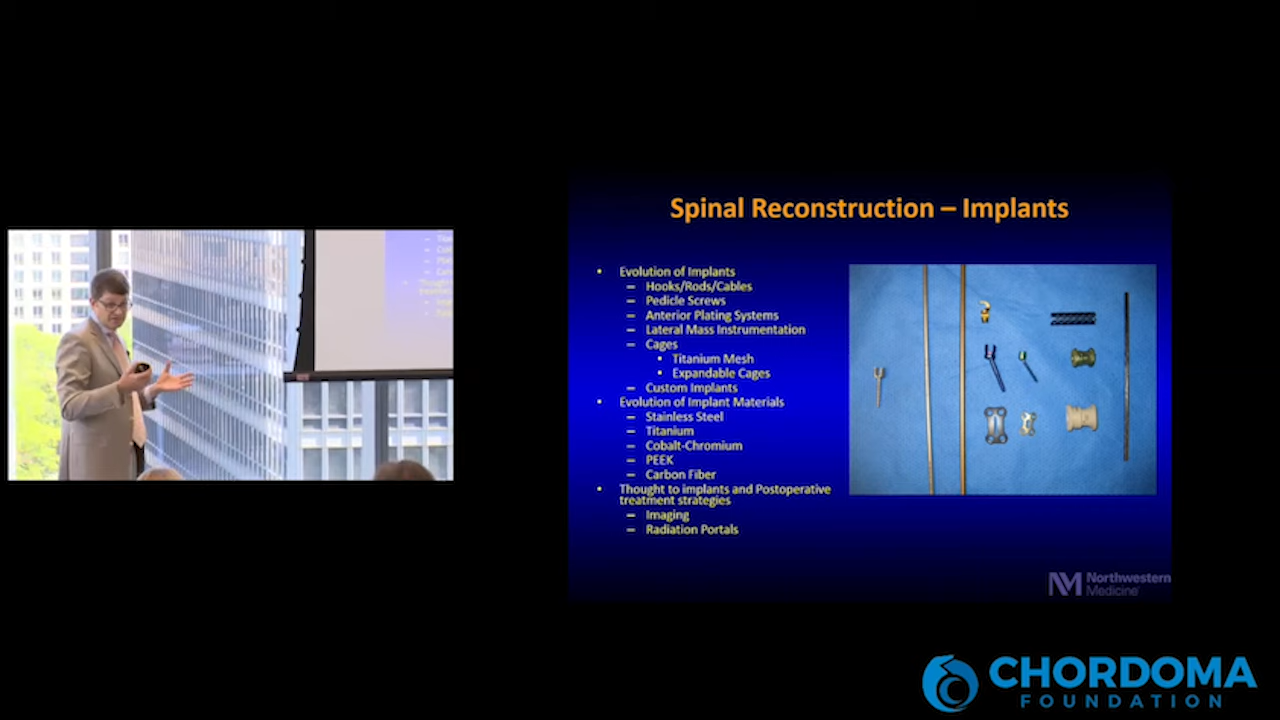 Spinal Reconstruction – Implants
• Evolution of Implants
– Hooks/Rods/Cables
– Pedicle Screws
– Anterior Plating Systems
– Lateral Mass Instrumentation
– Cages
• Titanium Mesh
• Expandable Cages
– Custom Implants
• Evolution of Implant Materials
– Stainless Steel
– Titanium
– Cobalt-Chromium
– PEEK
– Carbon Fiber
• Thought to implants and Postoperative
treatment strategies
– Imaging
– Radiation Portals
NM Northwestern
Medicine
CHORDOMA
FOUNDATION